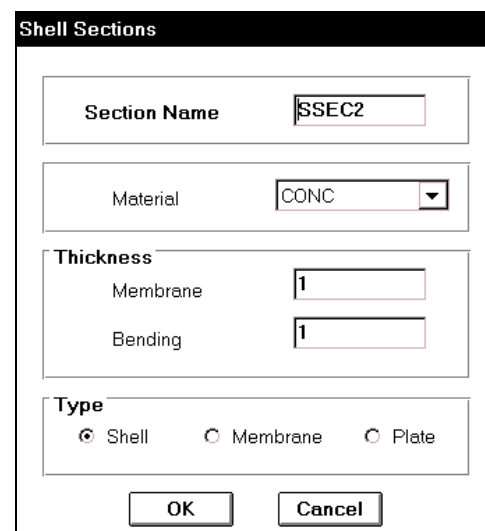 Shell Sections
Section Name SSEC2
Material CONC
Thickness
Membrane 1
Bending 1
Type
Shell Membrane Plate
OK Cancel